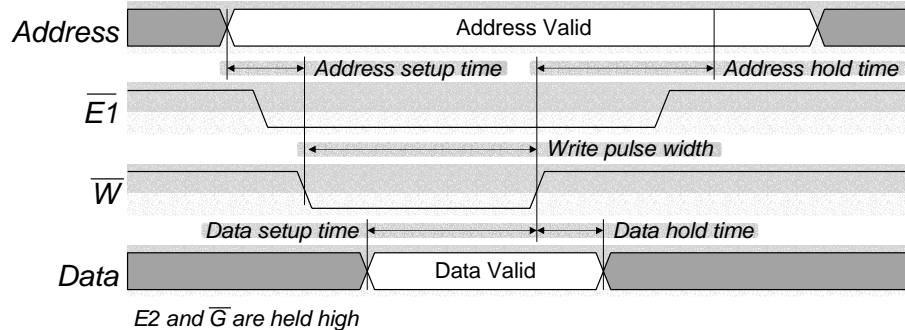 Address
Address Valid
Address setup time
Address hold time
E1
Write pulse width
W
Data setup time
Data hold time
Data
Data Valid
E2 and G are held high